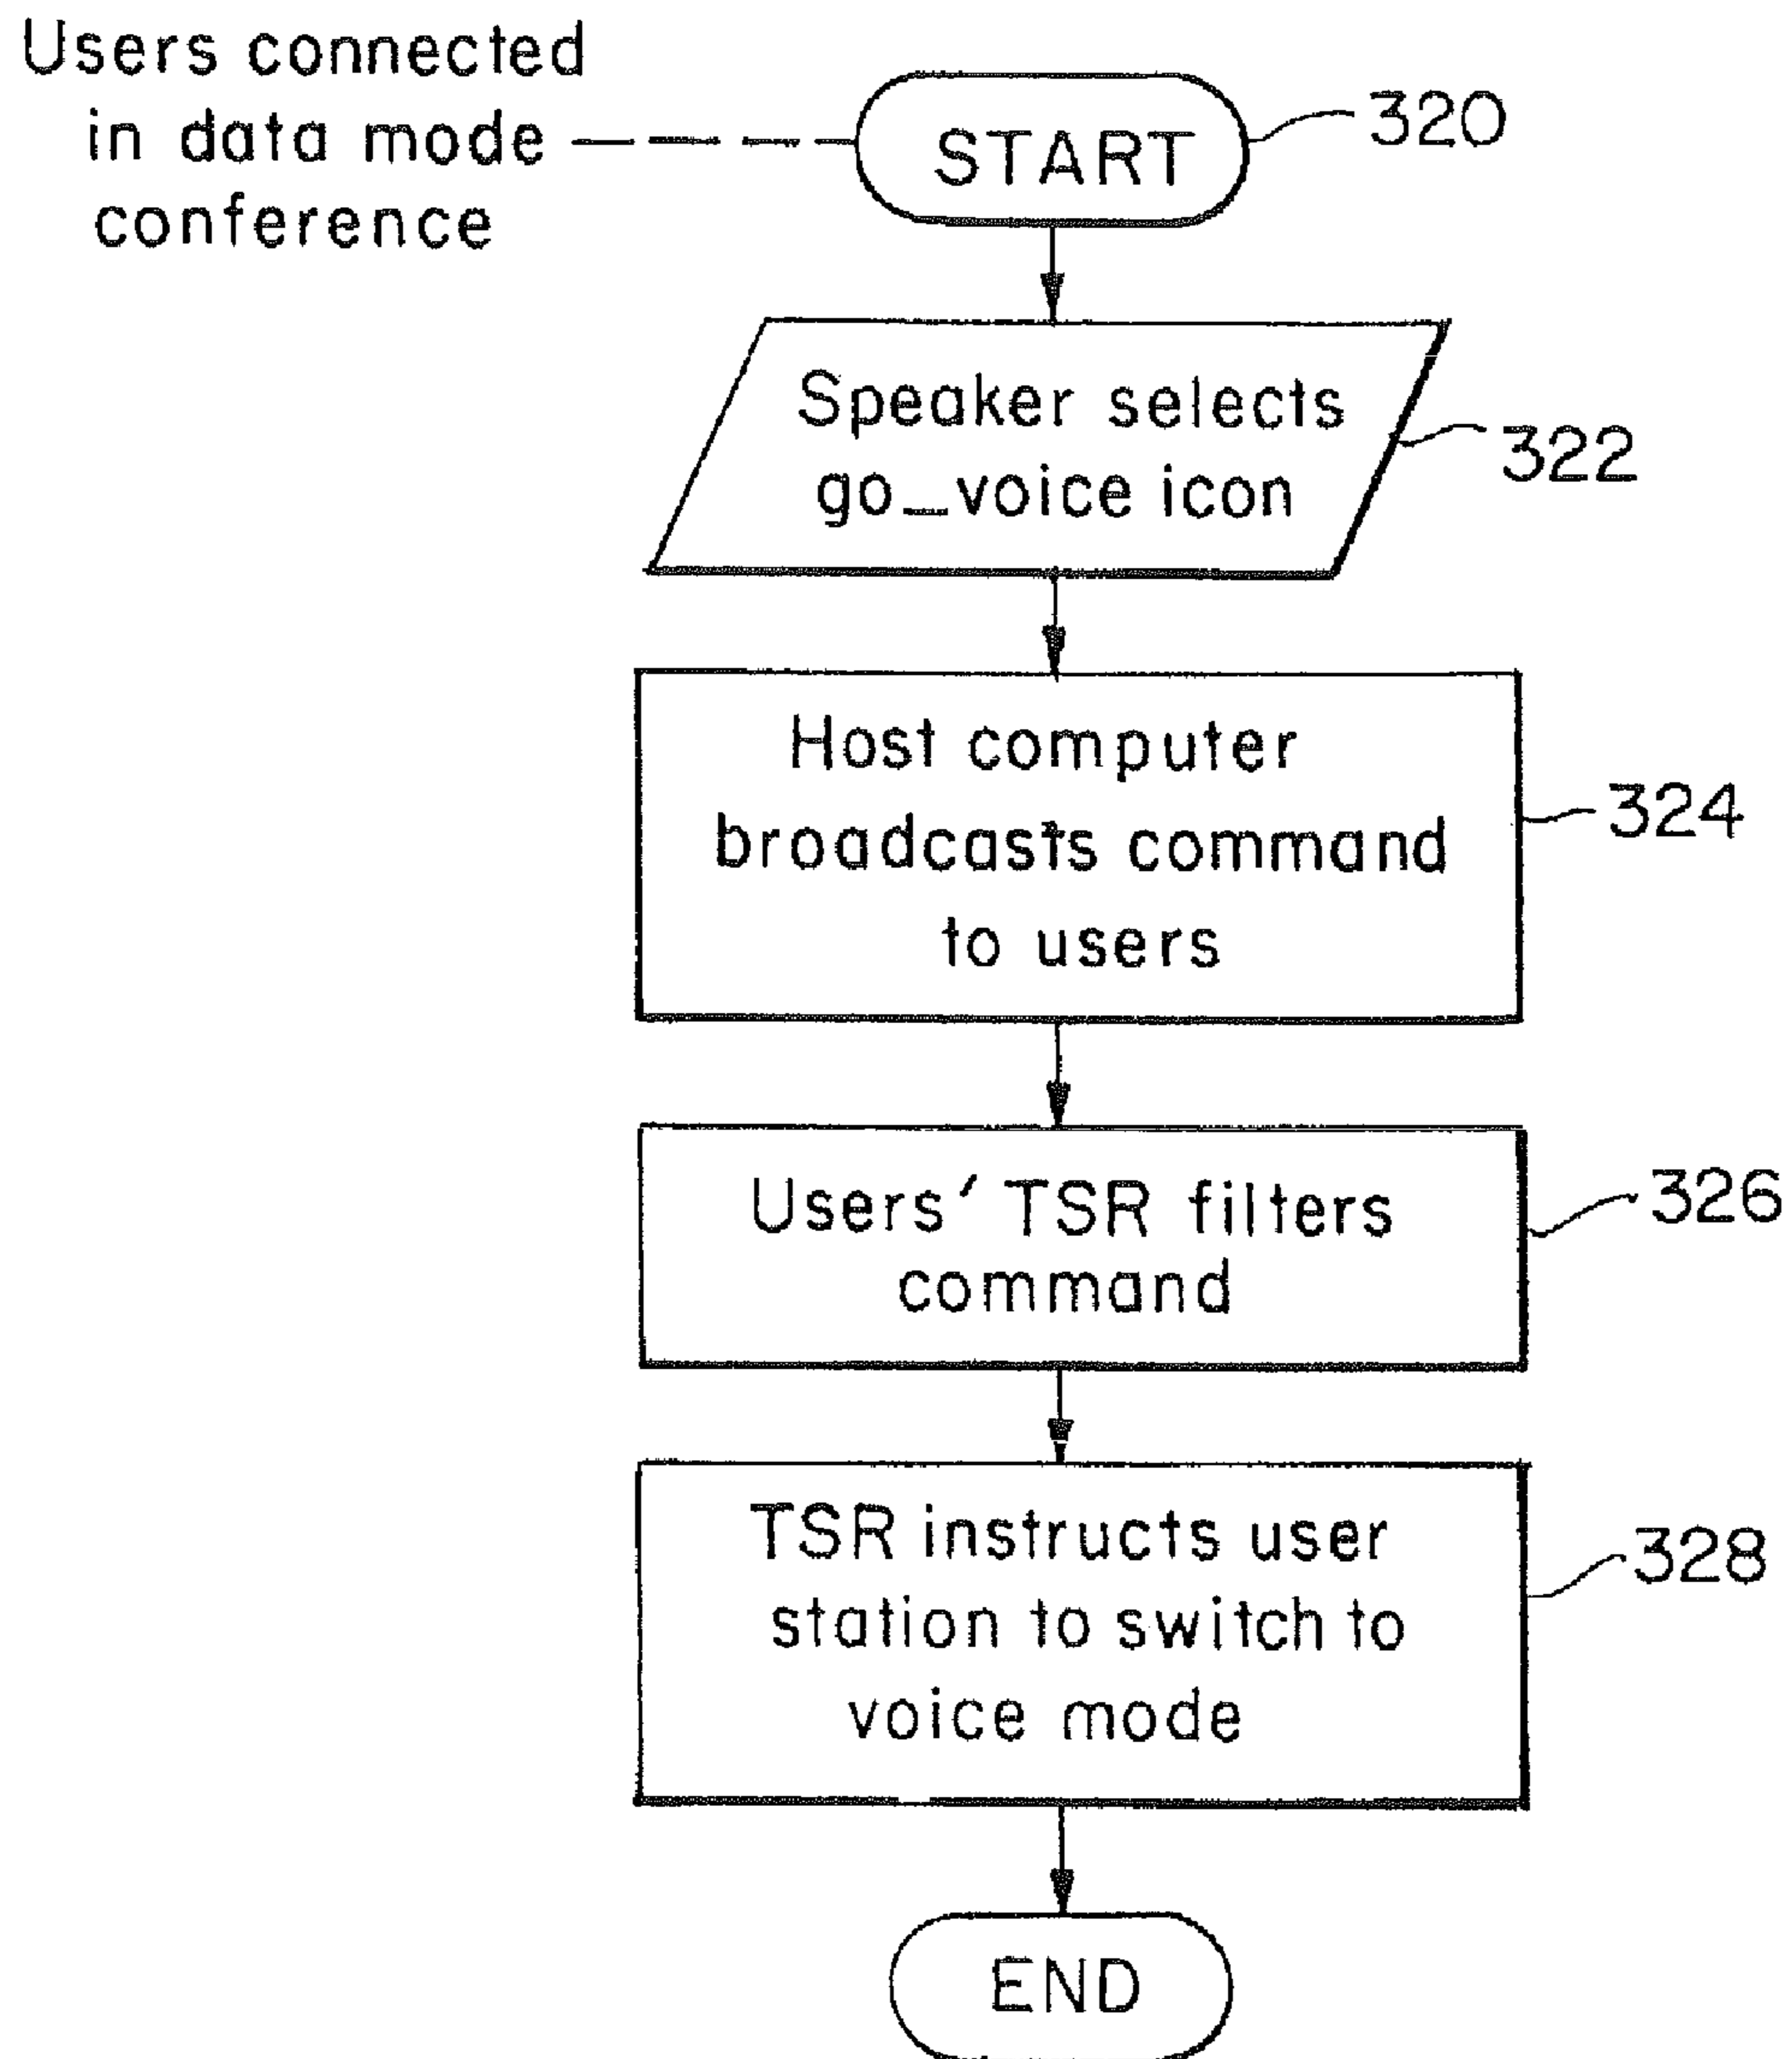 Users connected
in data mode
conference
START
320
Speaker selects
go_voice icon
322
Host computer
broadcasts command
to users
324
Users' TSR filters
command
326
TSR instructs user
station to switch to
voice mode
328
END